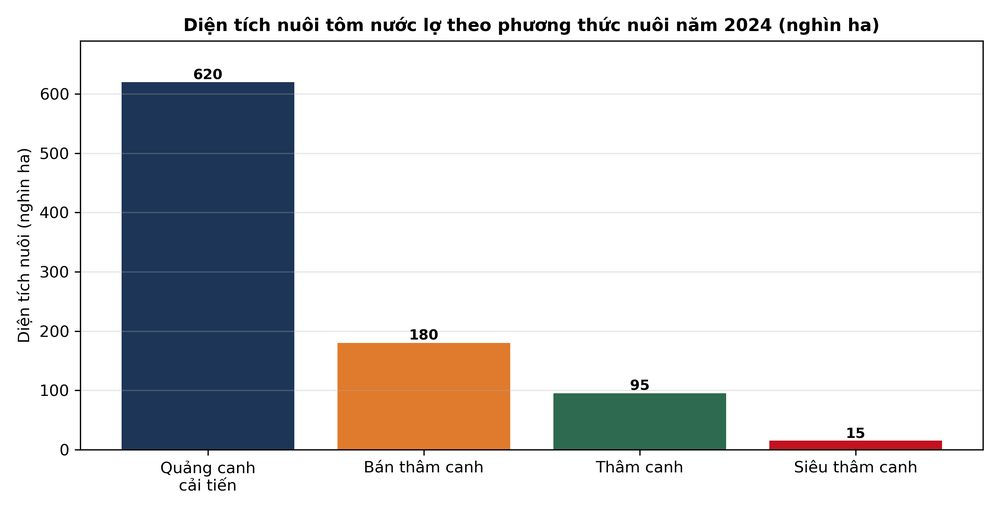 Diện tích nuôi tôm nước lợ theo phương thức nuôi năm 2024 (nghìn ha)
Diện tích nuôi (nghìn ha)
600
500
400
300
200
100
0
620
180
95
15
Quảng canh
cải tiến
Bán thâm canh
Thâm canh
Siêu thâm canh